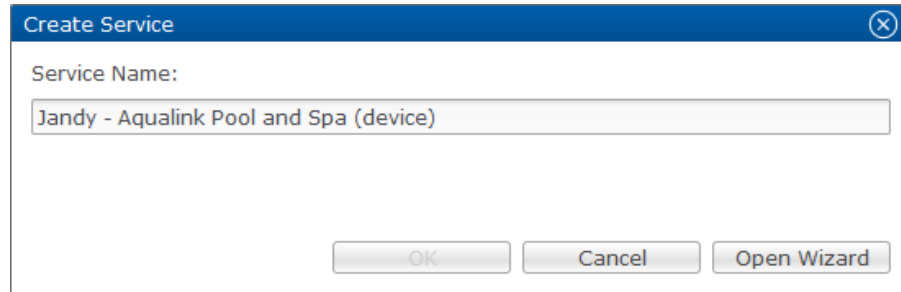 Create Service
Service Name:
Jandy - Aqualink Pool and Spa (device)
OK Cancel Open Wizard